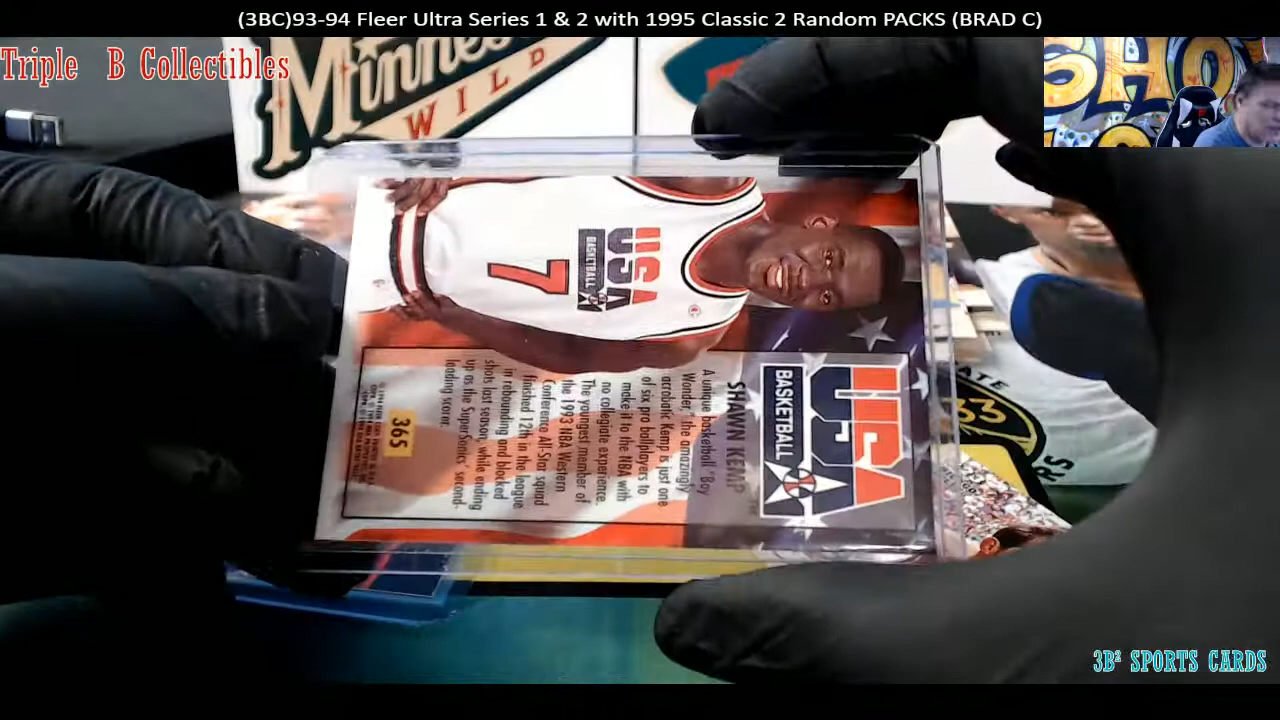 (3BC)93-94 Fleer Ultra Series 1 & 2 with 1995 Classic 2 Random PACKS (BRAD C)
Triple B Collectibles
WILD
SHO
USA
BASKETBALL
7
USA
BASKETBALL
SHAWN KEMP
A unique basketball "Boy
Wonder," the amazingly
acrobatic Kemp is just one
of six pro ballplayers to
make it to the NBA with
no collegiate experience.
The youngest member of
the 1993 NBA Western
Conference All-Star squad
finished 12th in the league
in rebounding and blocked
shots last season, while ending
up as the SuperSonics' second-
leading scorer.
365
33
3B² SPORTS CARDS